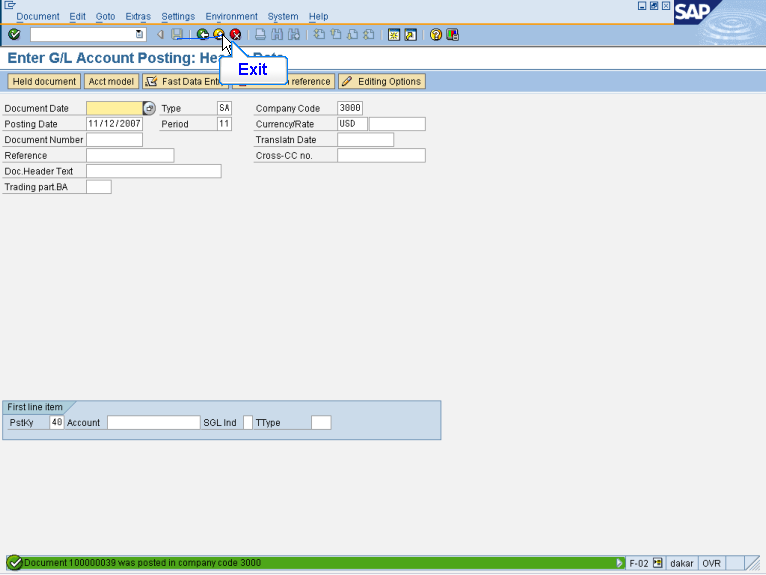 Document Edit Goto Extras Settings Environment System Help
SAP
Enter G/L Account Posting: He
Exit
Held document Acct model Fast Data Ent reference Editing Options
Document Date Type SA Company Code 3000
Posting Date 11/12/2007 Period 11 Currency/Rate USD
Document Number Translatn Date
Reference Cross-CC no.
Doc.Header Text
Trading part.BA
First line item
PstKy 40 Account SGL Ind TType
Document 100000039 was posted in company code 3000 F-02 dakar OVR